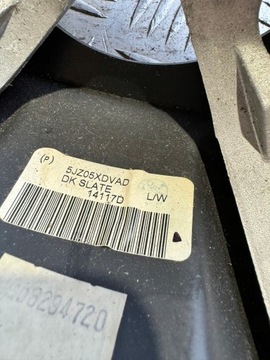 (P)
5JZ05XDVAD
DK SLATE
14117D
L/W